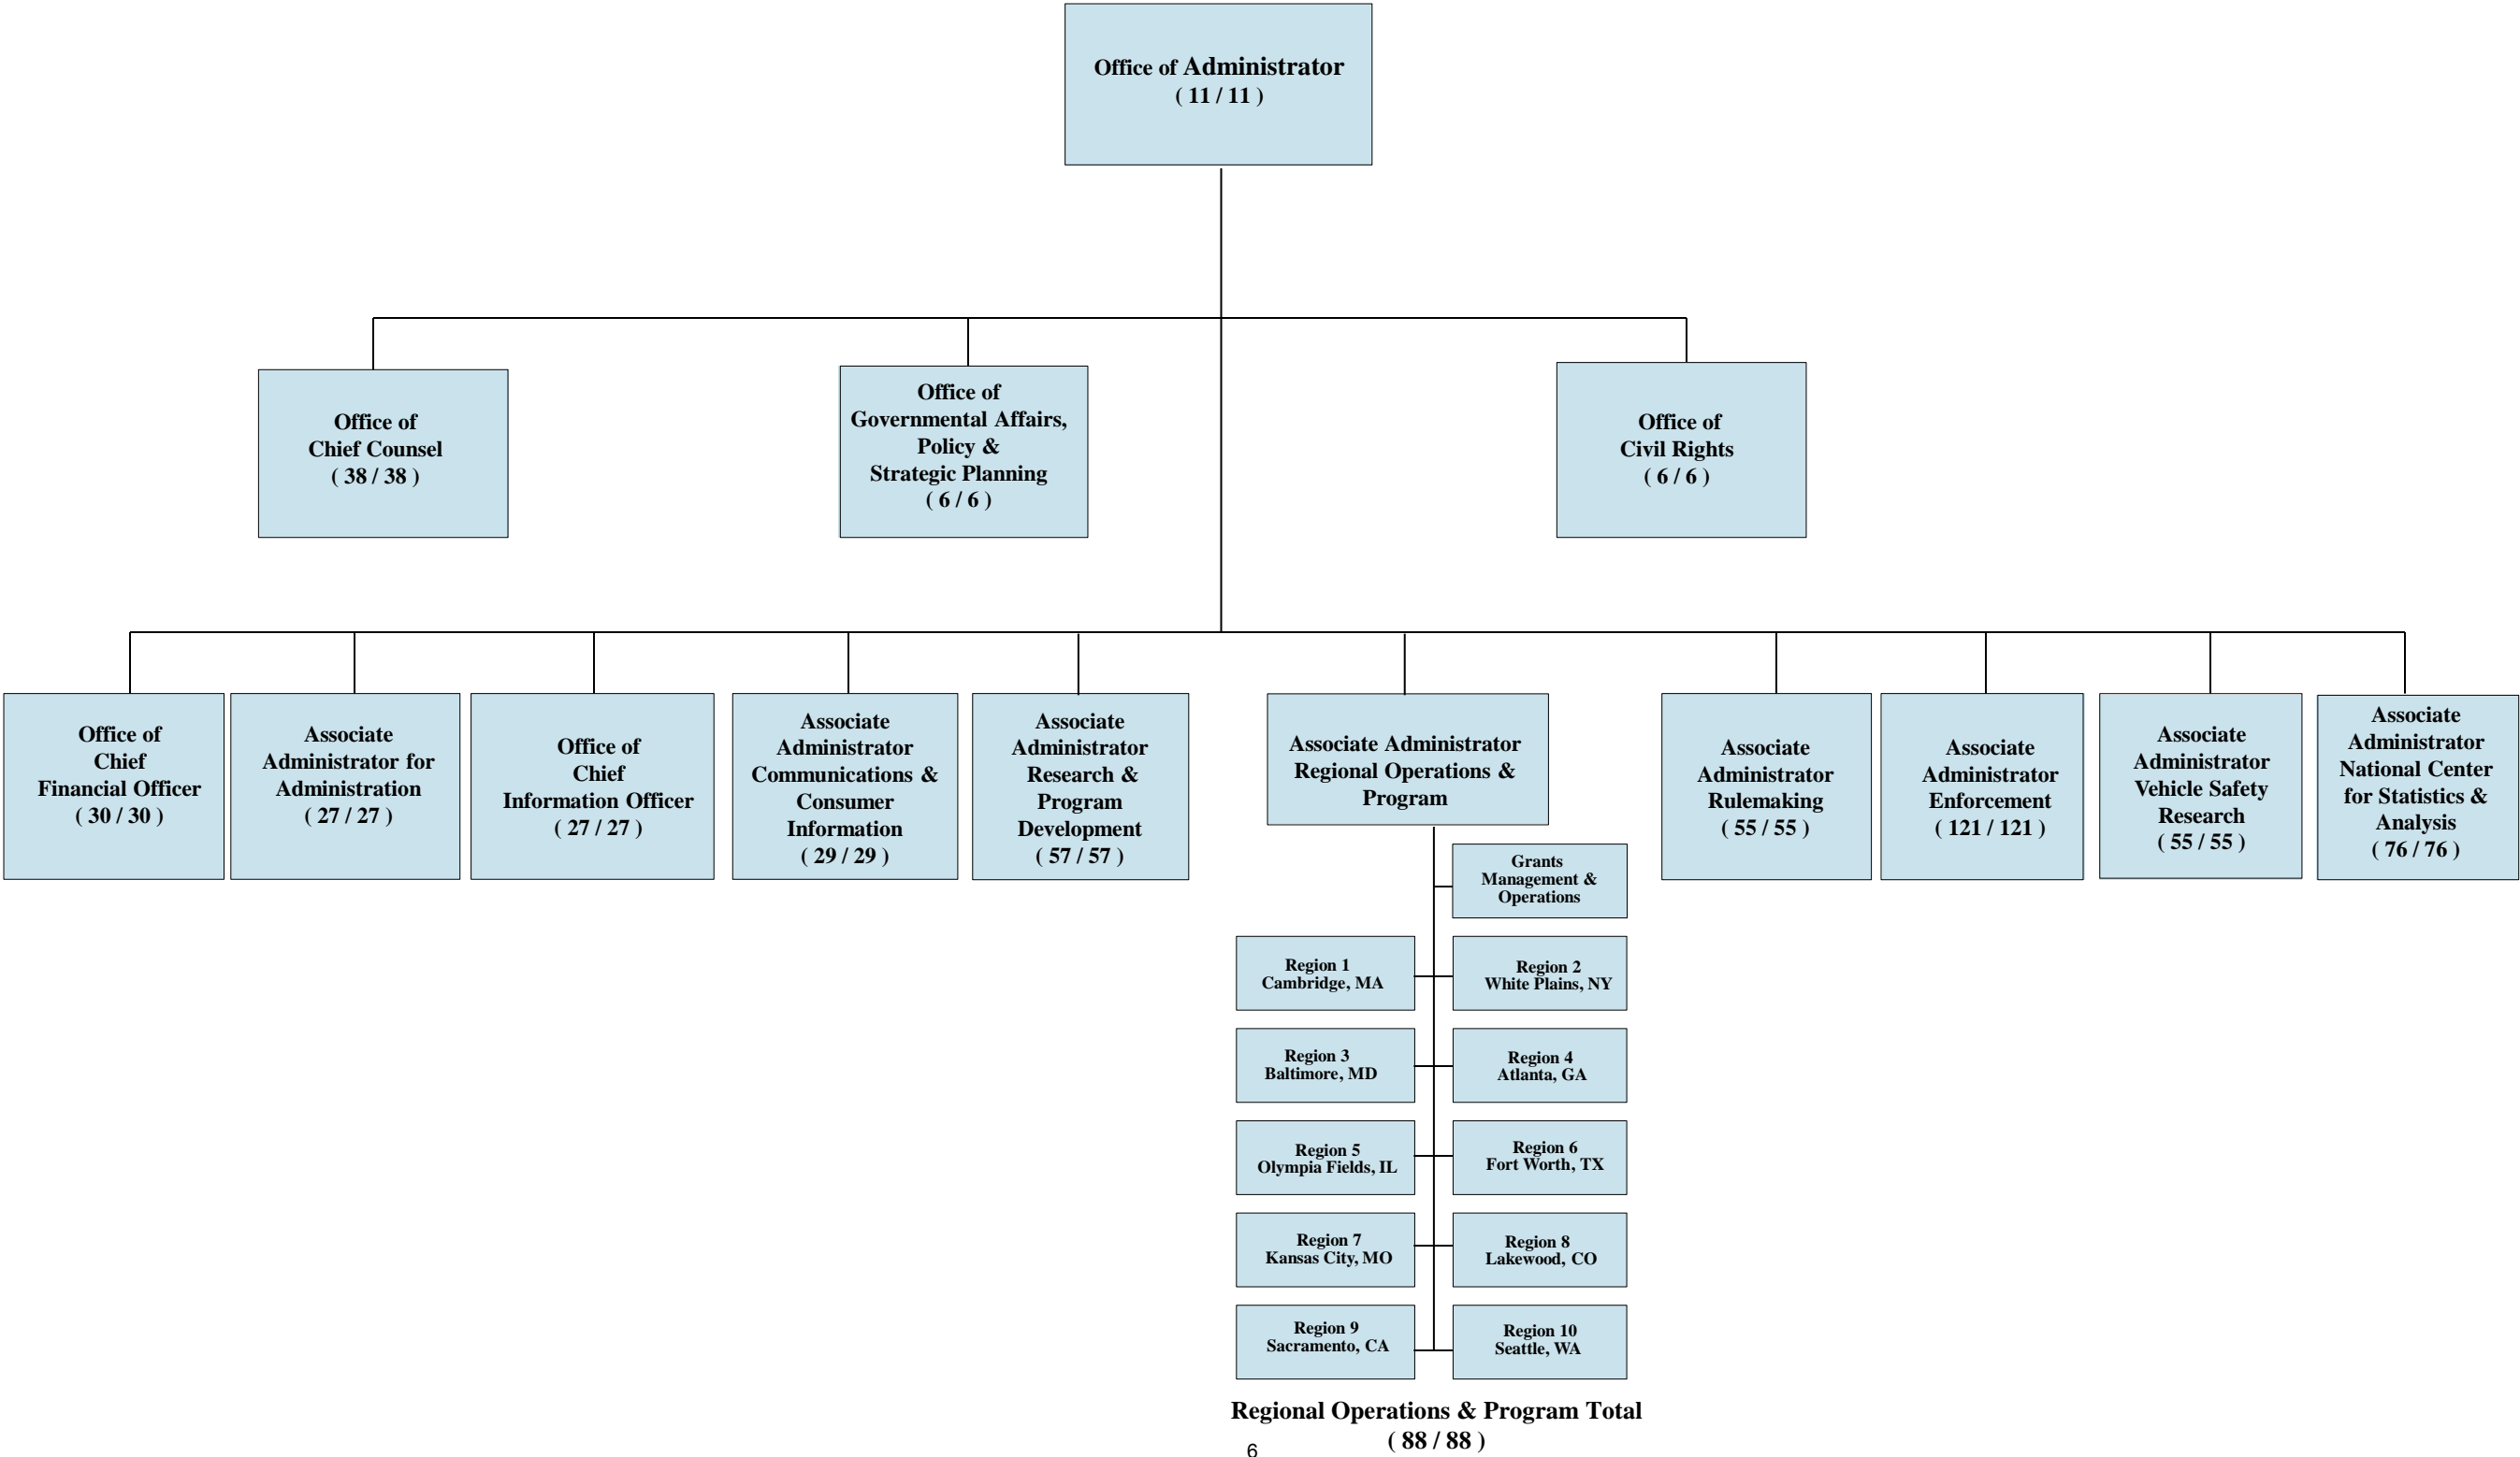 Office of Administrator
( 11 / 11 )
Office of
Chief Counsel
( 38 / 38 )
Office of
Governmental Affairs,
Policy &
Strategic Planning
( 6 / 6 )
Office of
Civil Rights
( 6 / 6 )
Office of
Chief
Financial Officer
( 30 / 30 )
Associate
Administrator for
Administration
( 27 / 27 )
Office of
Chief
Information Officer
( 27 / 27 )
Associate
Administrator
Communications &
Consumer
Information
( 29 / 29 )
Associate
Administrator
Research &
Program
Development
( 57 / 57 )
Associate Administrator
Regional Operations &
Program
Associate
Administrator
Rulemaking
( 55 / 55 )
Associate
Administrator
Enforcement
( 121 / 121 )
Associate
Administrator
Vehicle Safety
Research
( 55 / 55 )
Associate
Administrator
National Center
for Statistics &
Analysis
( 76 / 76 )
Grants
Management &
Operations
Region 1
Cambridge, MA
Region 2
White Plains, NY
Region 3
Baltimore, MD
Region 4
Atlanta, GA
Region 5
Olympia Fields, IL
Region 6
Fort Worth, TX
Region 7
Kansas City, MO
Region 8
Lakewood, CO
Region 9
Sacramento, CA
Region 10
Seattle, WA
Regional Operations & Program Total
( 88 / 88 )
6